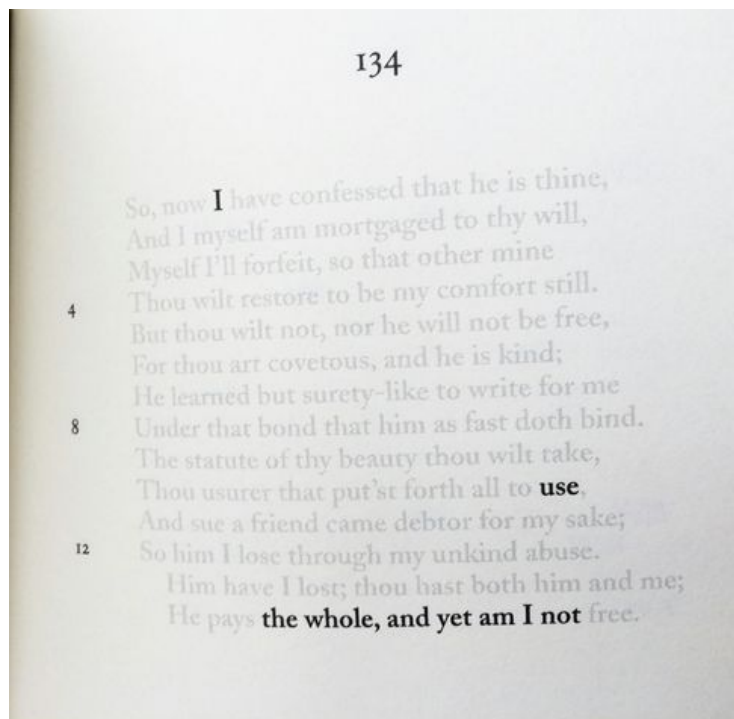 134
So, now I have confessed that he is thine,
And I myself am mortgaged to thy will,
Myself I'll forfeit, so that other mine
4 Thou wilt restore to be my comfort still.
But thou wilt not, nor he will not be free,
For thou art covetous, and he is kind;
He learned but surety-like to write for me
8 Under that bond that him as fast doth bind.
The statute of thy beauty thou wilt take,
Thou usurer that put'st forth all to use,
And sue a friend came debtor for my sake;
12 So him I lose through my unkind abuse.
Him have I lost; thou hast both him and me;
He pays the whole, and yet am I not free.